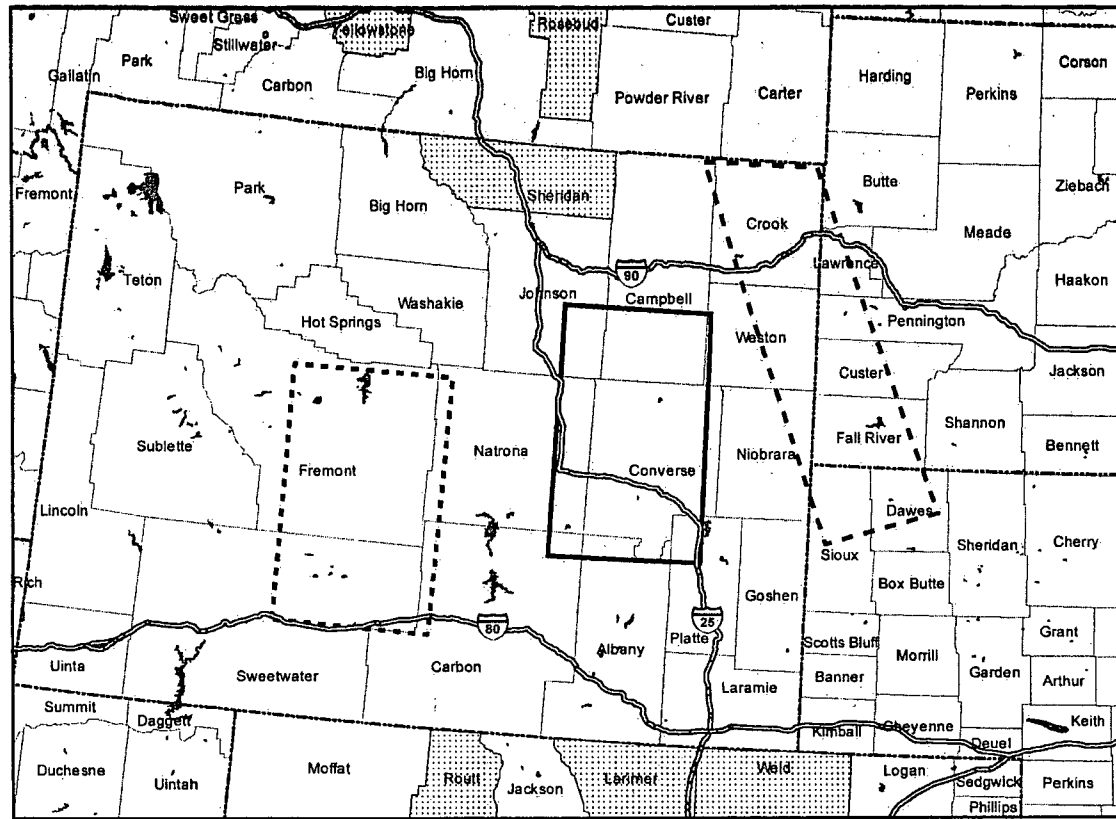 Sweet Grass
Stillwater
Yellowstone
Rosebud
Custer
Gallatin
Park
Carbon
Big Horn
Powder River
Carter
Harding
Perkins
Corson
Fremont
Park
Big Horn
Sheridan
Crook
Butte
Ziebach
Meade
Teton
Washakie
Johnson
90
Campbell
Lawrence
Haakon
Hot Springs
Weston
Pennington
Custer
Jackson
Sublette
Fremont
Natrona
Converse
Niobrara
Fall River
Shannon
Bennett
Lincoln
Dawes
Sioux
Sheridan
Cherry
Rich
Box Butte
Goshen
80
25
Albany
Platte
Scotts Bluff
Morrill
Grant
Uinta
Sweetwater
Carbon
Laramie
Banner
Garden
Arthur
Summit
Daggett
Kimball
Cheyenne
Deuel
Keith
Duchesne
Uintah
Moffat
Routt
Jackson
Larimer
Weld
Logan
Sedgwick
Perkins
Phillips